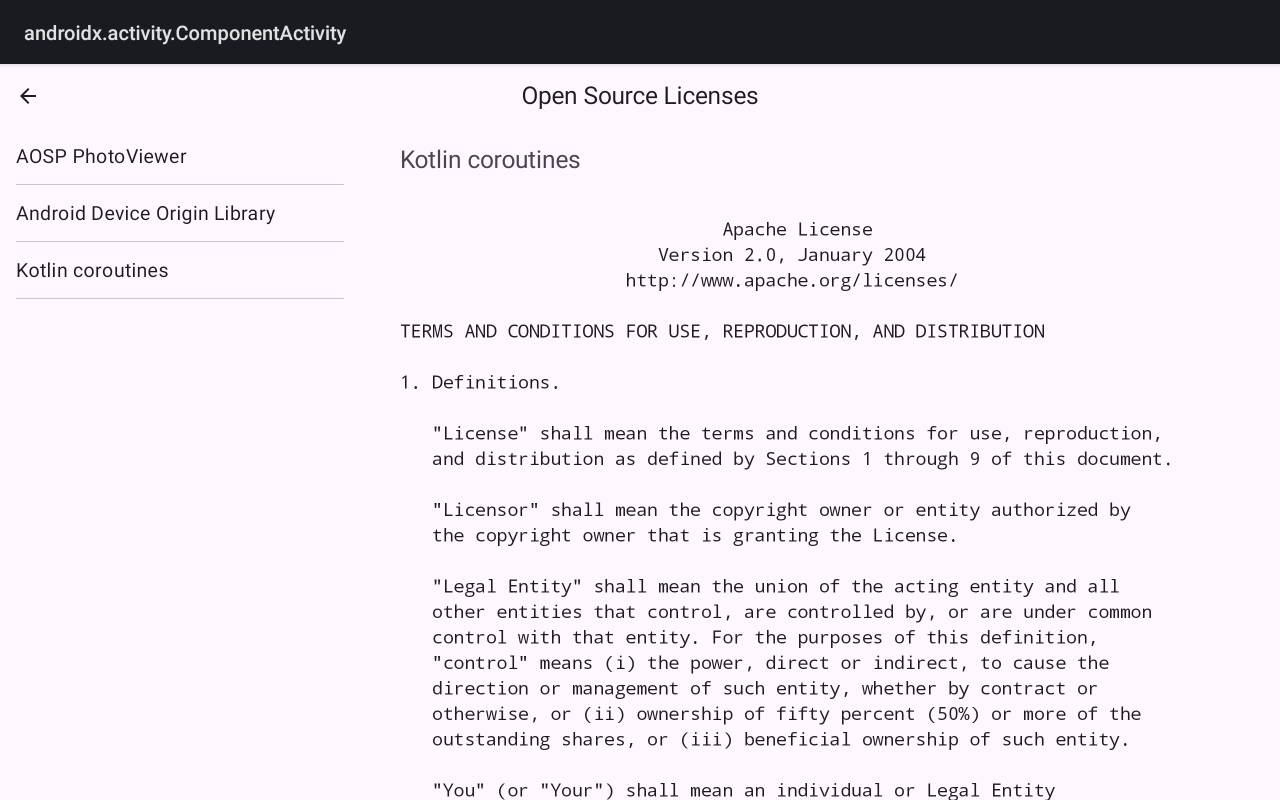 androidx.activity.ComponentActivity
Open Source Licenses
AOSP PhotoViewer
Android Device Origin Library
Kotlin coroutines
Kotlin coroutines
Apache License
Version 2.0, January 2004
http://www.apache.org/licenses/
TERMS AND CONDITIONS FOR USE, REPRODUCTION, AND DISTRIBUTION
1. Definitions.
"License" shall mean the terms and conditions for use, reproduction,
and distribution as defined by Sections 1 through 9 of this document.
"Licensor" shall mean the copyright owner or entity authorized by
the copyright owner that is granting the License.
"Legal Entity" shall mean the union of the acting entity and all
other entities that control, are controlled by, or are under common
control with that entity. For the purposes of this definition,
"control" means (i) the power, direct or indirect, to cause the
direction or management of such entity, whether by contract or
otherwise, or (ii) ownership of fifty percent (50%) or more of the
outstanding shares, or (iii) beneficial ownership of such entity.
"You" (or "Your") shall mean an individual or Legal Entity